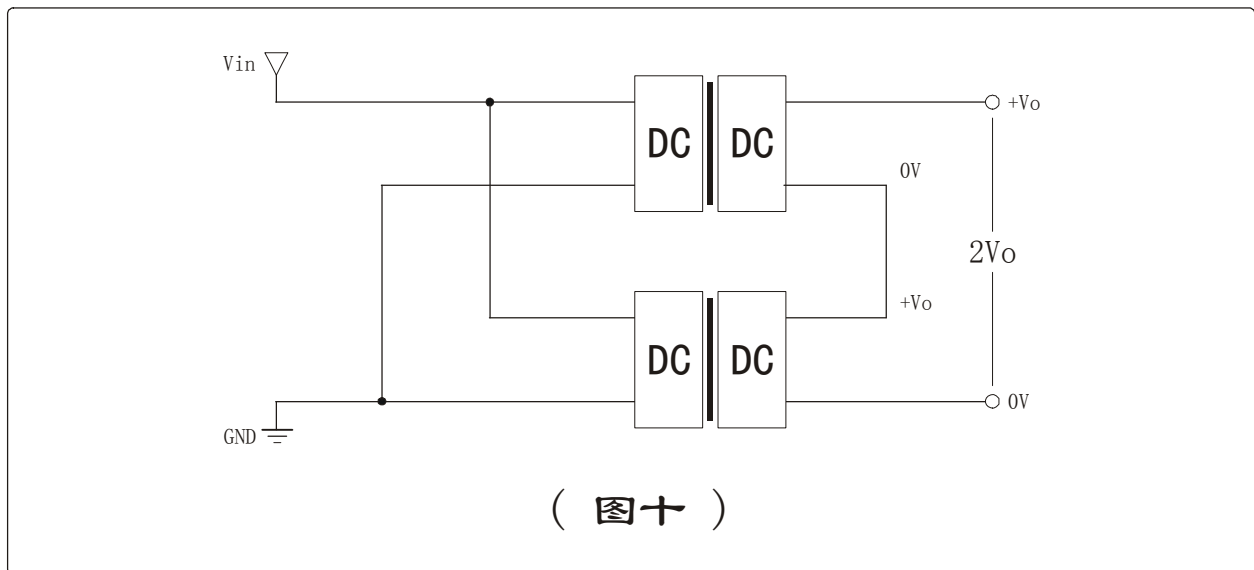 Vin
DC DC
+Vo
0V
2Vo
+Vo
DC DC
0V
GND
( 图十 )